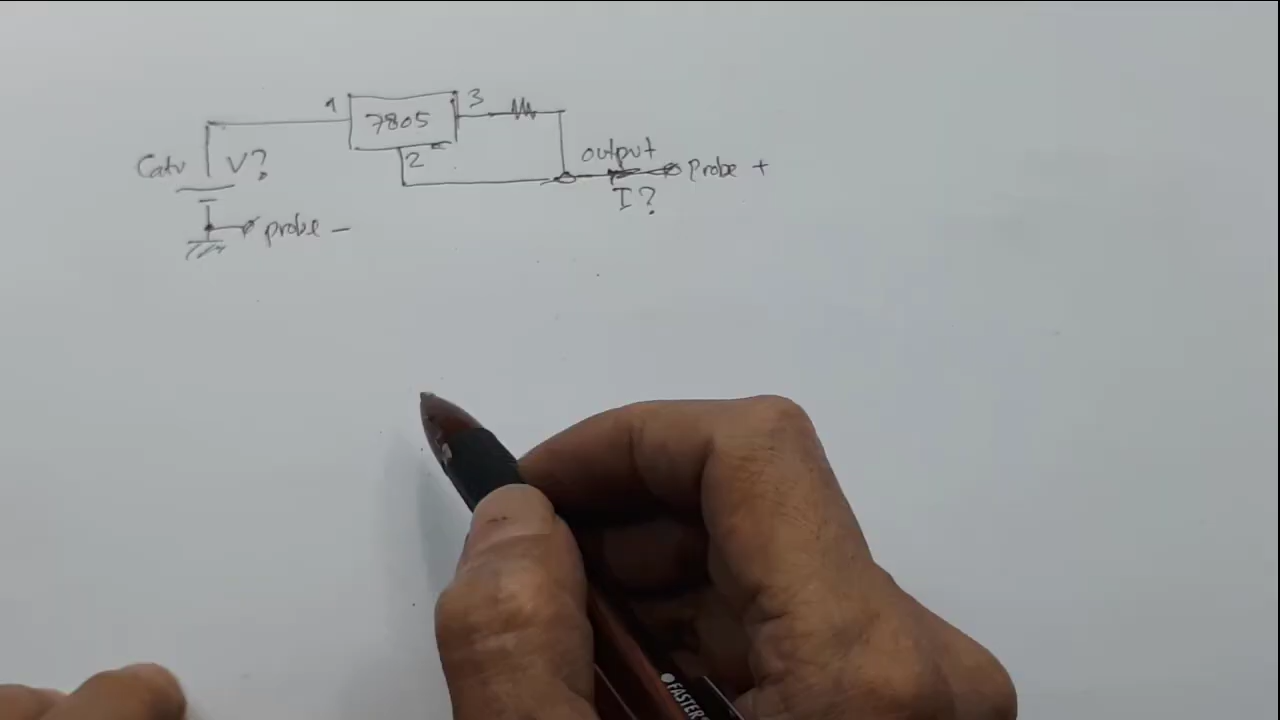 1
7805
3
2
Catu
V?
output
probe +
I?
probe -
FASTER